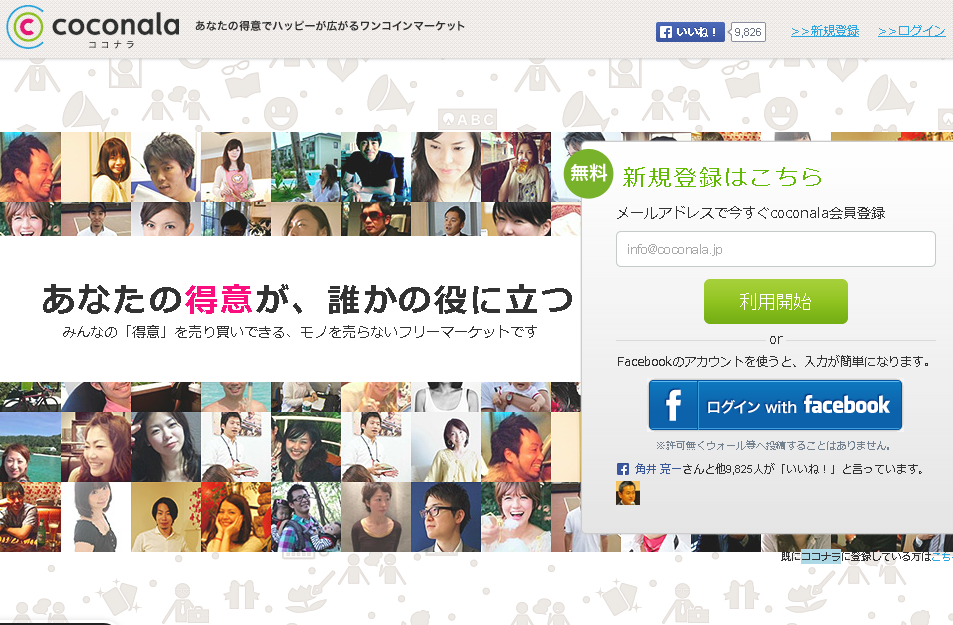 coconala
ココナラ
あなたの得意でハッピーが広がるワンコインマーケット
いいね！ 9,826
>>新規登録
>>ログイン
ABC
無料
新規登録はこちら
メールアドレスで今すぐcoconala会員登録
info@coconala.jp
利用開始
or
Facebookのアカウントを使うと、入力が簡単になります。
ログイン with facebook
※許可無くウォール等へ投稿することはありません。
角井 亮一さんと他9,825人が「いいね！」と言っています。
あなたの得意が、誰かの役に立つ
みんなの「得意」を売り買いできる、モノを売らないフリーマーケットです
既にココナラに登録している方はこち